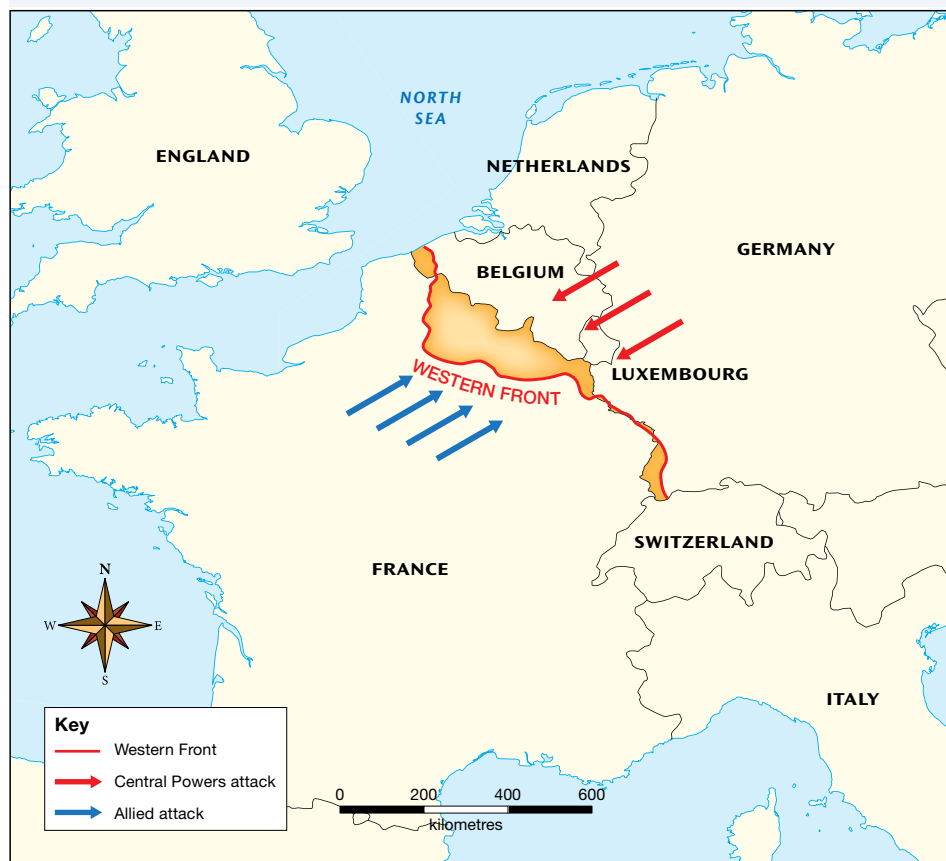 NORTH
SEA
ENGLAND
NETHERLANDS
GERMANY
BELGIUM
LUXEMBOURG
WESTERN FRONT
SWITZERLAND
FRANCE
ITALY
N
W
E
S
Key
Western Front
Central Powers attack
Allied attack
0 200 400 600
kilometres